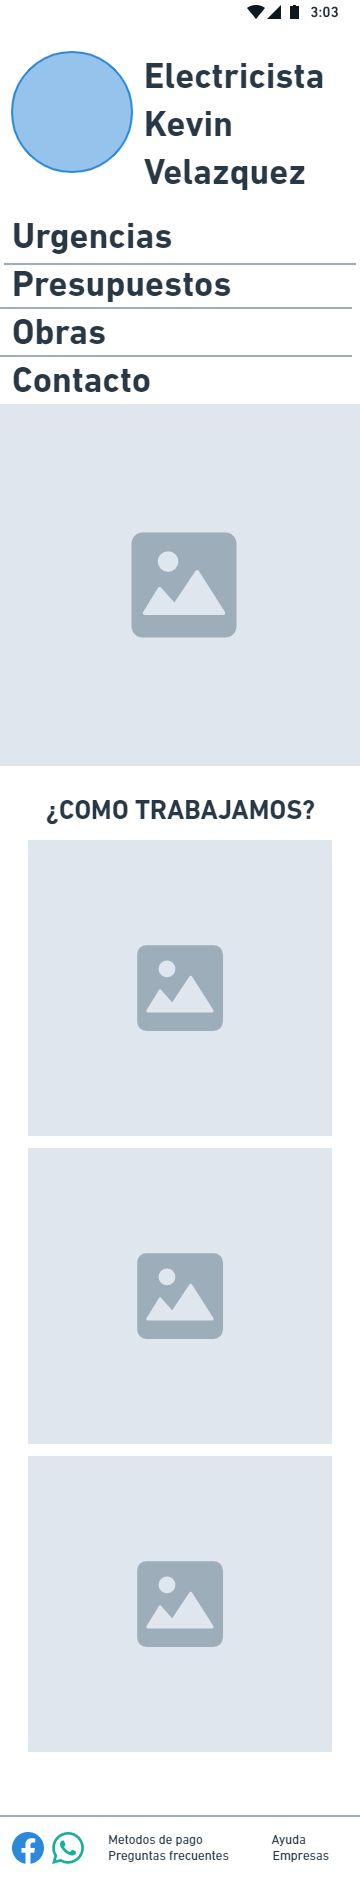 3:03
Electricista
Kevin
Velazquez
Urgencias
Presupuestos
Obras
Contacto
¿COMO TRABAJAMOS?
Metodos de pago
Ayuda
Preguntas frecuentes
Empresas